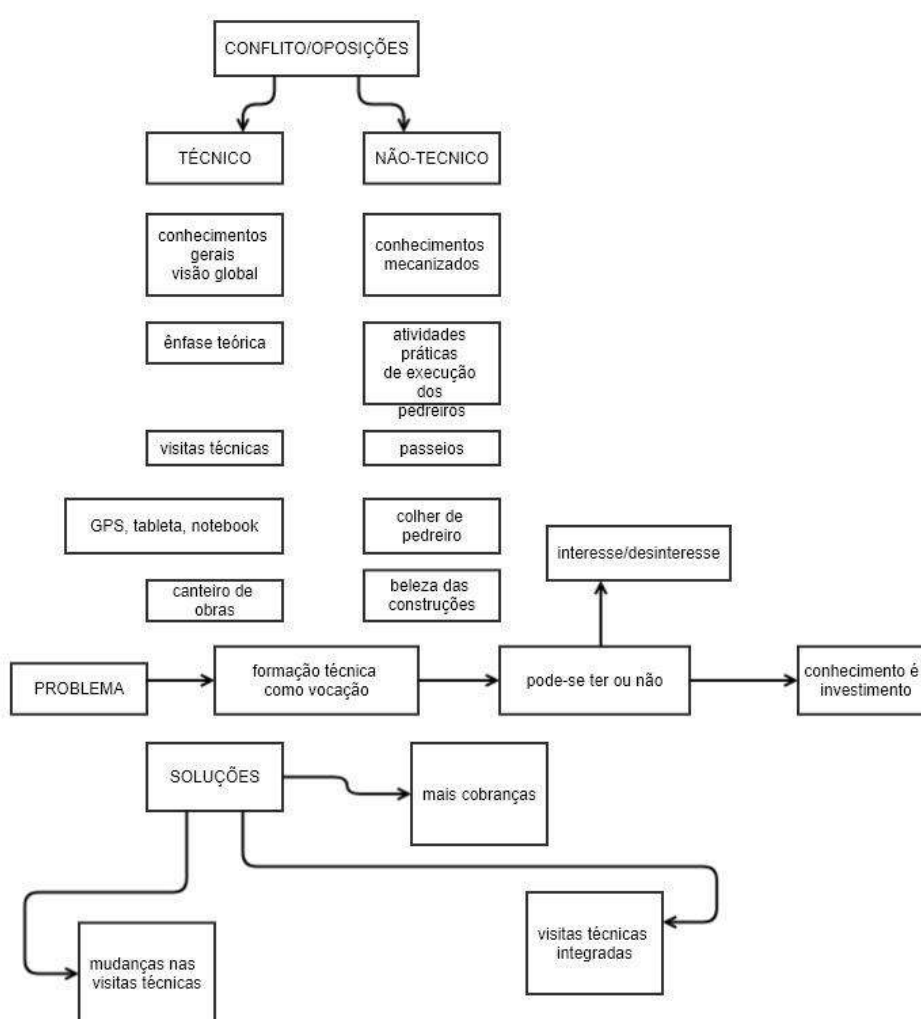 CONFLITO/OPOSIÇÕES
TÉCNICO
NÃO-TECNICO
conhecimentos
gerais
visão global
conhecimentos
mecanizados
ênfase teórica
atividades
práticas
de execução
dos
pedreiros
visitas técnicas
passeios
GPS, tableta, notebook
colher de
pedreiro
interesse/desinteresse
canteiro de
obras
beleza das
construções
PROBLEMA
formação técnica
como vocação
pode-se ter ou não
conhecimento é
investimento
SOLUÇÕES
mais cobranças
mudanças nas
visitas técnicas
visitas técnicas
integradas